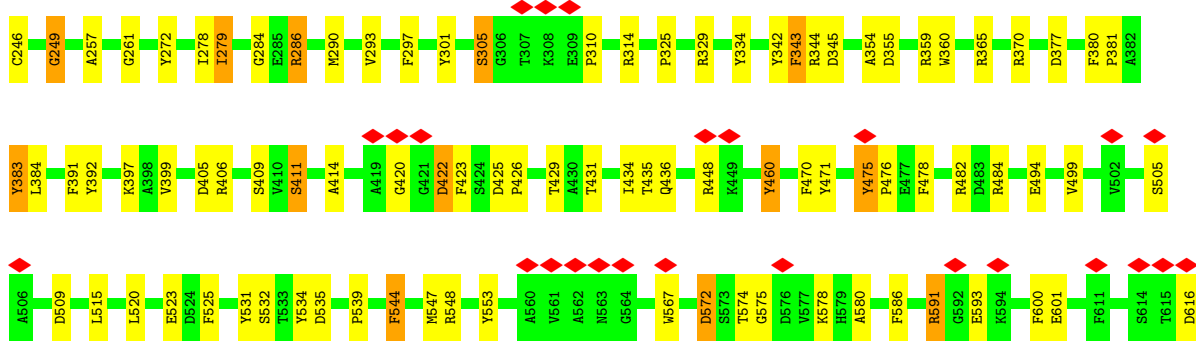 C246 G249 A257 G261 Y272 I278 I279 G284 E285 R286 M290 V293 F297 Y301 S305 G306 T307 K308 E309 P310 R314 P325 R329 Y334 Y342 F343 R344 D345 A354 D355 R359 W360 R365 R370 D377 F380 P381 A382
Y383 L384 F391 Y392 K397 A398 V399 D405 R406 S409 V410 S411 A414 A419 G420 G421 D422 F423 S424 D425 P426 T429 A430 T431 I434 T435 Q436 R448 K449 Y460 F470 Y471 Y475 P476 E477 F478 R482 D483 R484 E494 V499 V502 S505
A506 D509 L515 L520 E523 D524 F525 Y531 S532 T533 Y534 D535 P539 F544 M547 R548 Y553 A560 V561 A562 N563 G564 W567 D572 S573 T574 G575 D576 V577 K578 H579 A580 F586 R591 G592 E593 K594 F600 E601 F611 S614 T615 D616